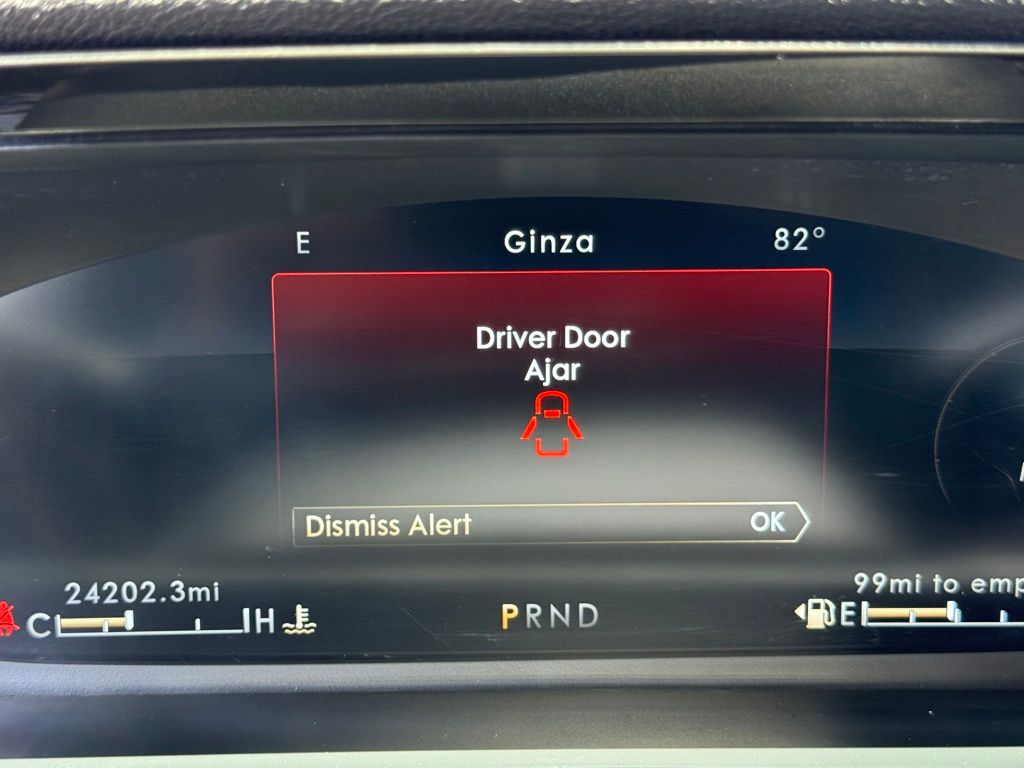 E Ginza 82°
Driver Door
Ajar
Dismiss Alert OK
24202.3mi 99mi to emp
C H PRND E